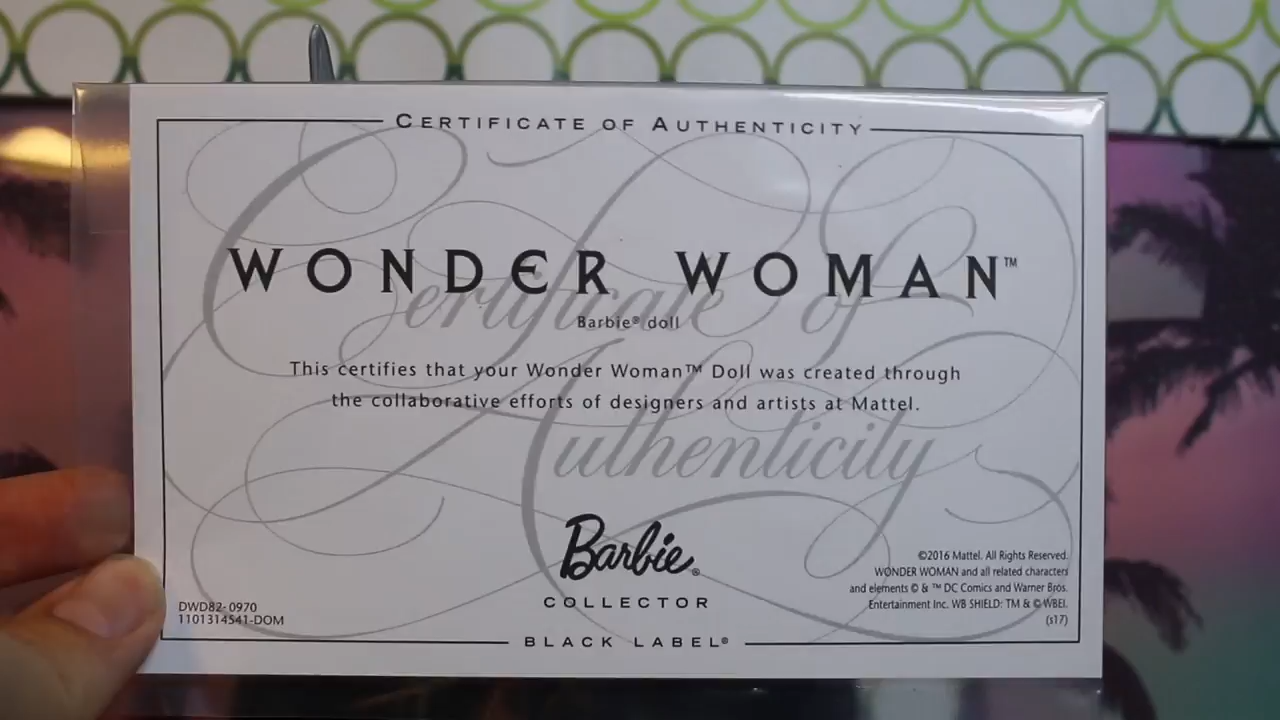 CERTIFICATE OF AUTHENTICITY
Certificate of
Authenticity
WONDER WOMAN™
Barbie® doll
This certifies that your Wonder Woman™ Doll was created through
the collaborative efforts of designers and artists at Mattel.
Barbie®
COLLECTOR
BLACK LABEL®
DWD82-0970
1101314541-DOM
©2016 Mattel. All Rights Reserved.
WONDER WOMAN and all related characters
and elements © & ™ DC Comics and Warner Bros.
Entertainment Inc. WB SHIELD: TM & © WBEI.
(s17)